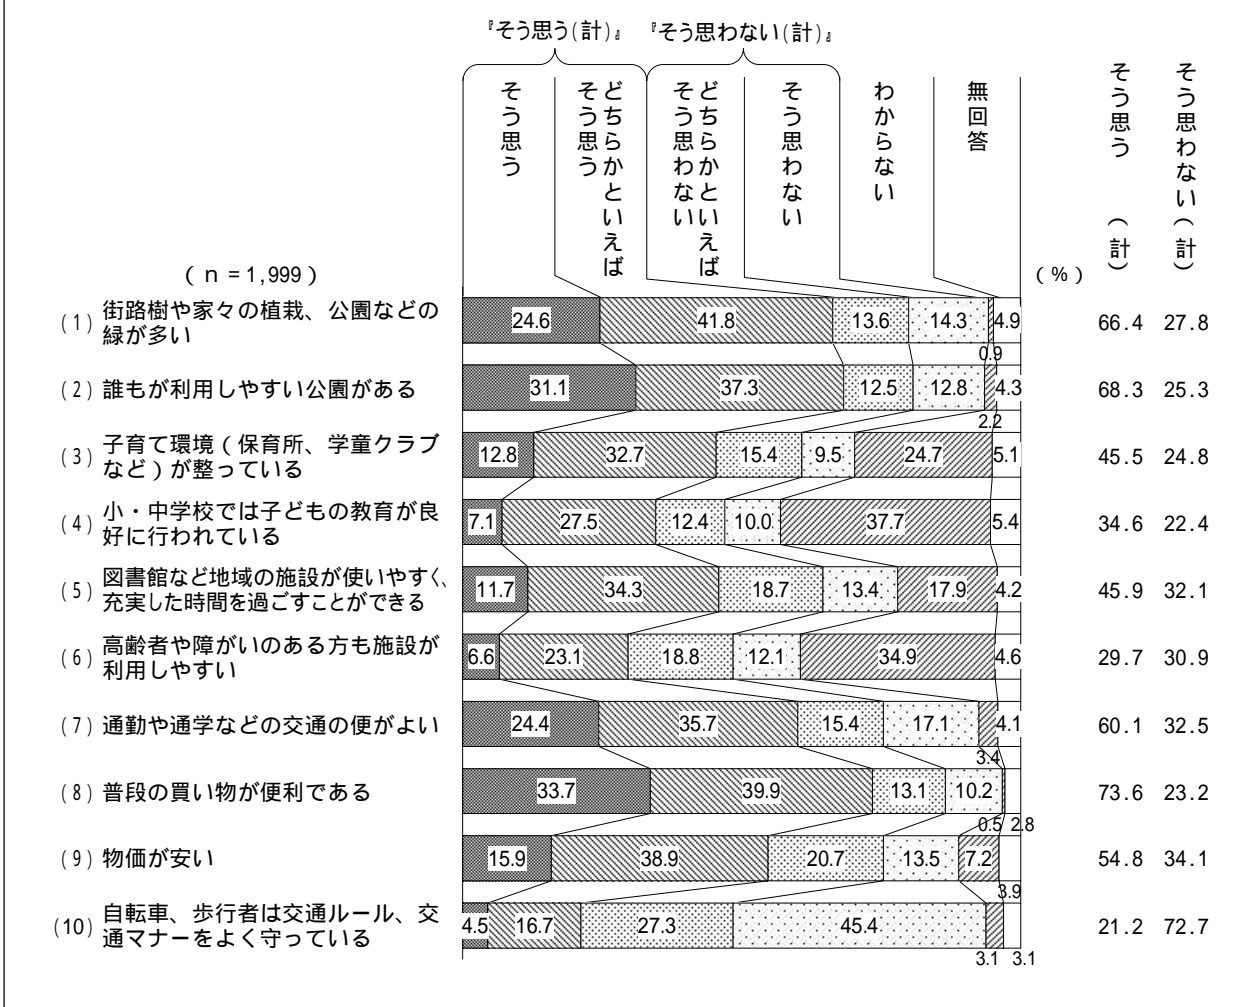 『そう思う(計)』 『そう思わない(計)』
そう思う
どちらかといえば
そう思う
どちらかといえば
そう思わない
そう思わない
わからない
無回答
そう思う(計)
そう思わない(計)
(n=1,999)
(%)
(1) 街路樹や家々の植栽、公園などの
緑が多い
24.6 41.8 13.6 14.3 0.9 4.9 66.4 27.8
(2) 誰もが利用しやすい公園がある
31.1 37.3 12.5 12.8 2.2 4.3 68.3 25.3
(3) 子育て環境(保育所、学童クラブ
など)が整っている
12.8 32.7 15.4 9.5 24.7 5.1 45.5 24.8
(4) 小・中学校では子どもの教育が良
好に行われている
7.1 27.5 12.4 10.0 37.7 5.4 34.6 22.4
(5) 図書館など地域の施設が使いやすく、
充実した時間を過ごすことができる
11.7 34.3 18.7 13.4 17.9 4.2 45.9 32.1
(6) 高齢者や障がいのある方も施設が
利用しやすい
6.6 23.1 18.8 12.1 34.9 4.6 29.7 30.9
(7) 通勤や通学などの交通の便がよい
24.4 35.7 15.4 17.1 3.4 4.1 60.1 32.5
(8) 普段の買い物が便利である
33.7 39.9 13.1 10.2 0.5 2.8 73.6 23.2
(9) 物価が安い
15.9 38.9 20.7 13.5 7.2 3.9 54.8 34.1
(10) 自転車、歩行者は交通ルール、交
通マナーをよく守っている
4.5 16.7 27.3 45.4 3.1 3.1 21.2 72.7